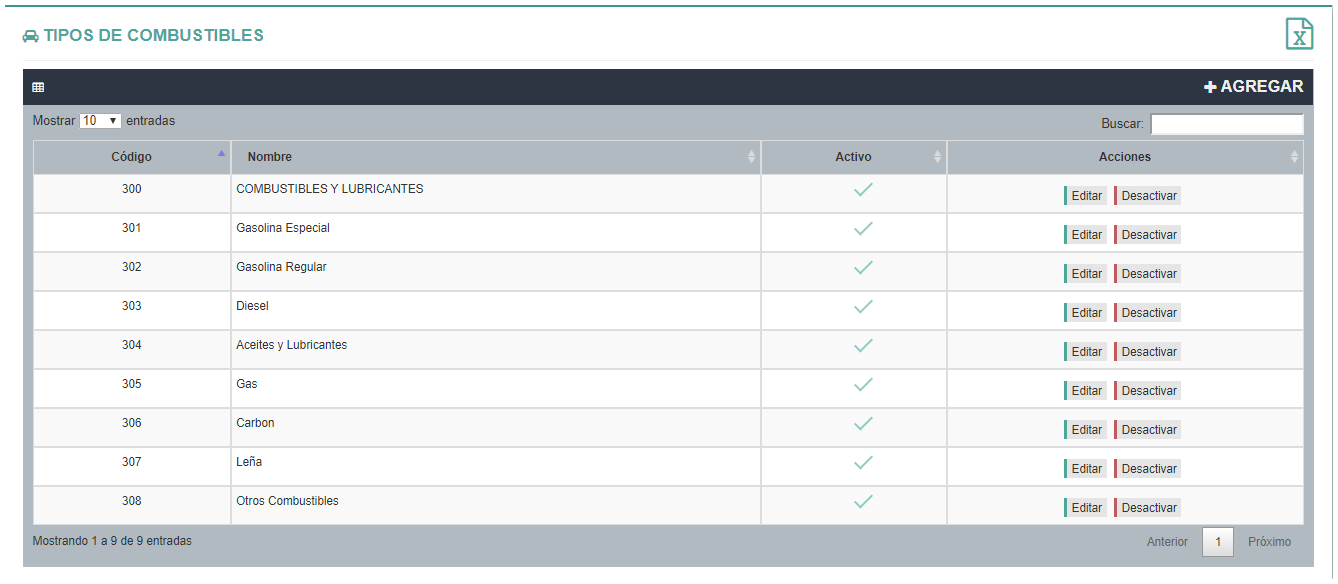 TIPOS DE COMBUSTIBLES
AGREGAR
Mostrar 10 entradas
Buscar:
Código Nombre Activo Acciones
300 COMBUSTIBLES Y LUBRICANTES Editar Desactivar
301 Gasolina Especial Editar Desactivar
302 Gasolina Regular Editar Desactivar
303 Diesel Editar Desactivar
304 Aceites y Lubricantes Editar Desactivar
305 Gas Editar Desactivar
306 Carbon Editar Desactivar
307 Leña Editar Desactivar
308 Otros Combustibles Editar Desactivar
Mostrando 1 a 9 de 9 entradas
Anterior 1 Próximo